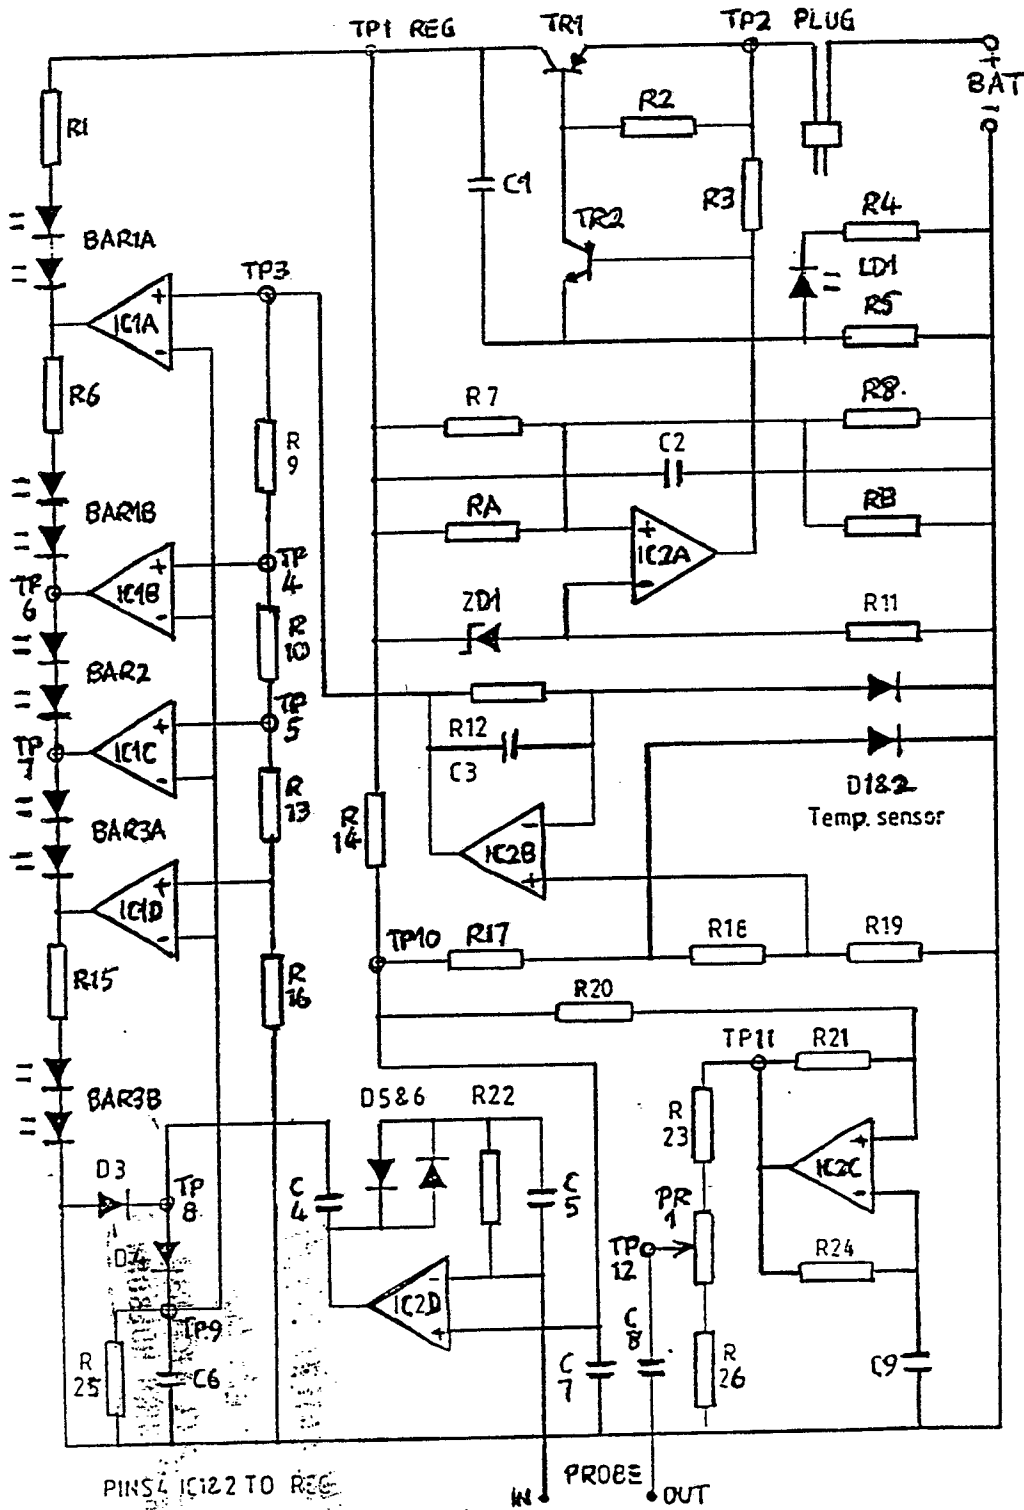 TP1 REG
TR1
TP2 PLUG
+
BAT
-
R1
R2
C1
R3
TR2
R4
LD1
BAR1A
TP3
R5
+
IC1A
-
R6
R7
R8.
R
9
C2
BAR1B
RA
+
IC2A
-
RB
TP
6
+
IC1B
-
TP
4
ZD1
R11
R
10
BAR2
TP
5
R12
C3
+
IC1C
-
TP
R
13
D1&2
Temp. sensor
BAR3A
R
14
-
IC2B
+
+
IC1D
-
TP10
R17
R18
R19
R15
R
16
R20
TP11
R21
BAR3B
D5&6
R22
R
23
+
IC2C
-
D3
TP
8
C
4
C
5
PR
1
TP
12
R24
D4
-
IC2D
+
TP9
R
25
C6
C
7
C
8
R
26
C9
PINS4 IC1&2 TO REG
IN
PROBE
OUT